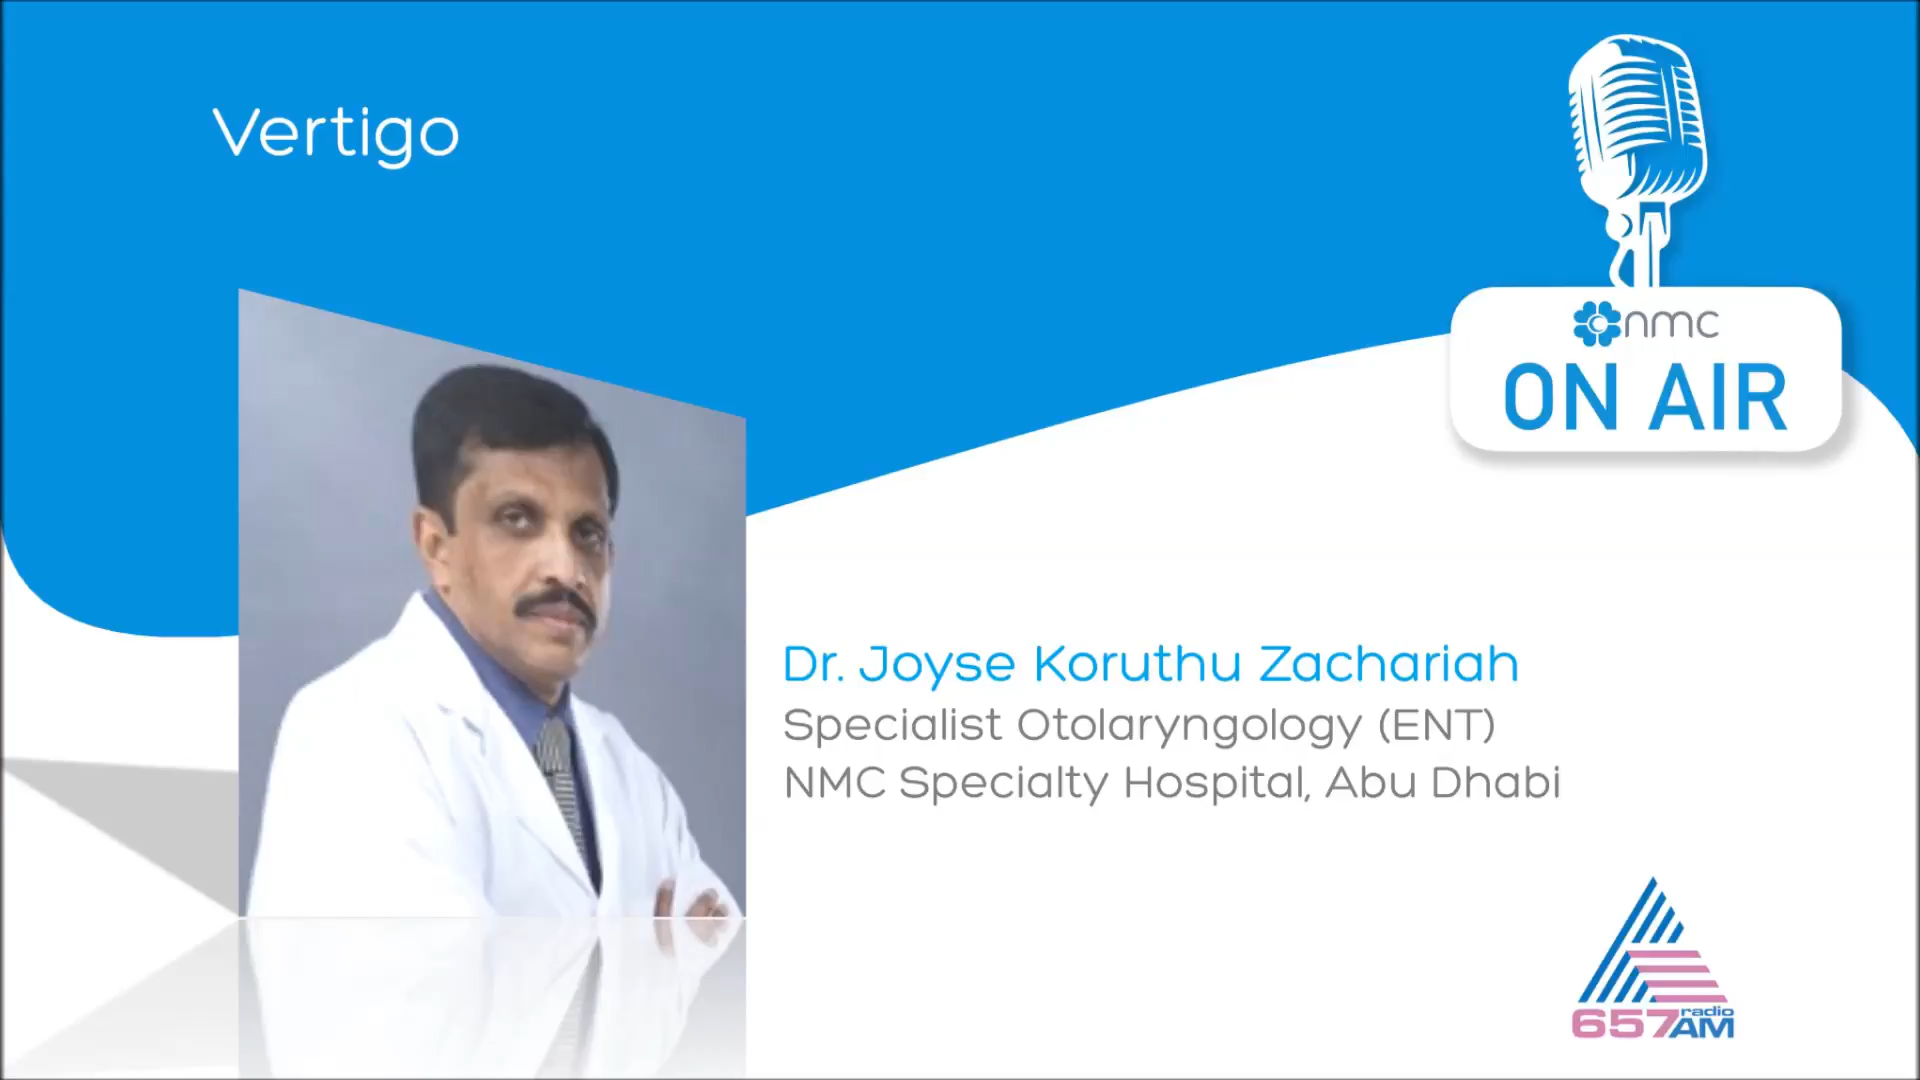 Vertigo
nmc
ON AIR
Dr. Joyse Koruthu Zachariah
Specialist Otolaryngology (ENT)
NMC Specialty Hospital, Abu Dhabi
radio
657AM